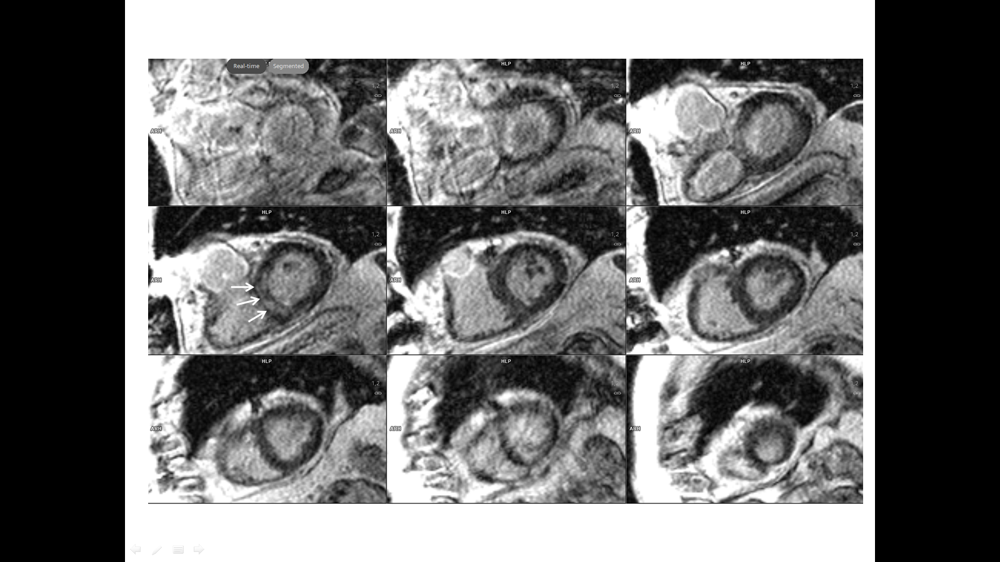 Real-time
Segmented
HLP
HLP
1,2
1,2
1,2
ARH
ARH
ARH
HLP
HLP
HLP
1,2
1,2
1,2
ARH
ARH
ARH
HLP
HLP
HLP
1,2
1,2
1,2
ARH
ARH
ARH